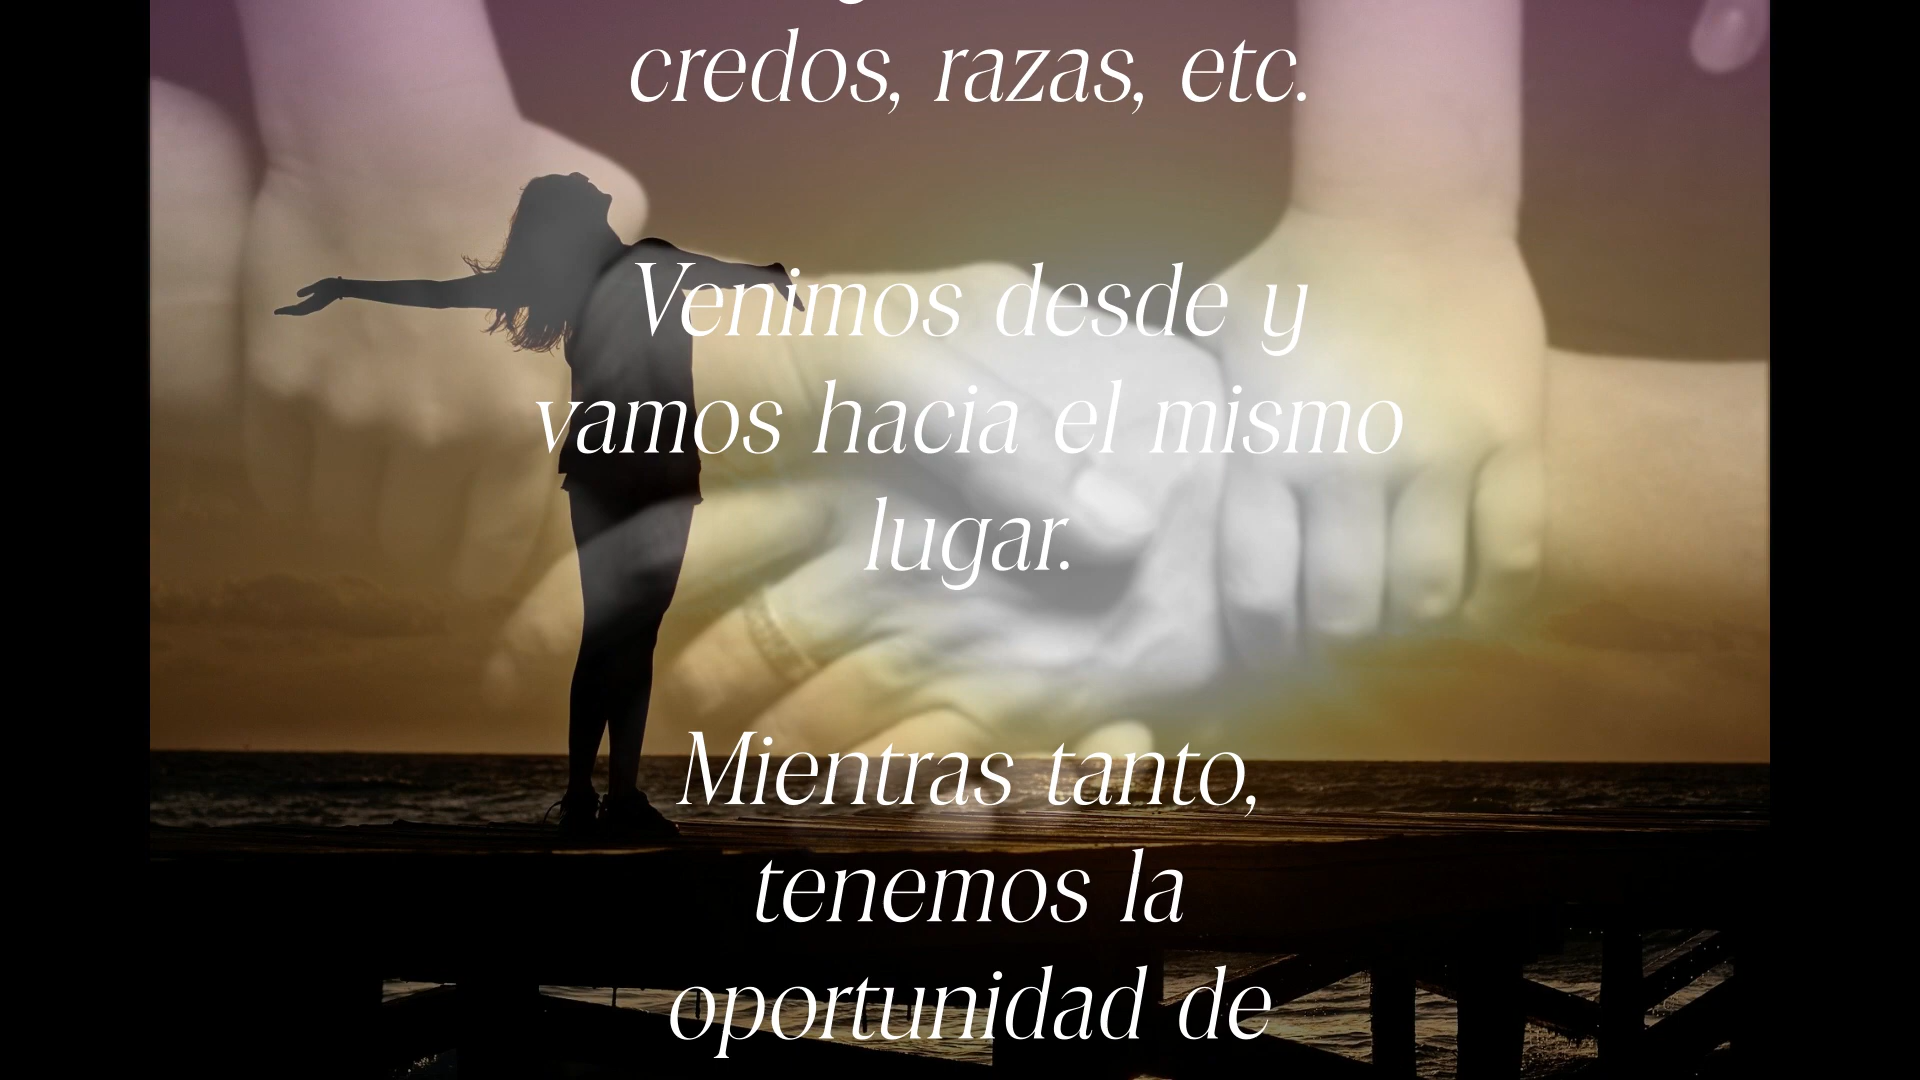 credos, razas, etc.
Venimos desde y
vamos hacia el mismo
lugar.
Mientras tanto,
tenemos la
oportunidad de